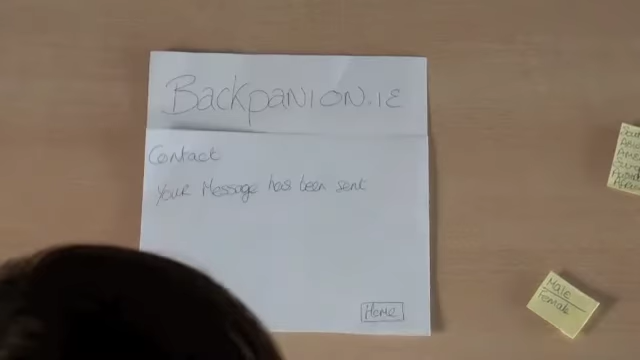 BackpaNioN.ie
Contact
Your Message has been sent
Home
Male
Female